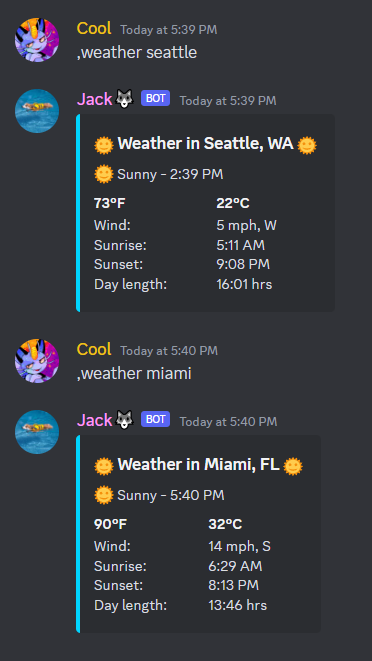 Cool Today at 5:39 PM
,weather seattle
Jack🐺 BOT Today at 5:39 PM
🌞 Weather in Seattle, WA 🌞
🌞 Sunny - 2:39 PM
73°F 22°C
Wind: 5 mph, W
Sunrise: 5:11 AM
Sunset: 9:08 PM
Day length: 16:01 hrs
Cool Today at 5:40 PM
,weather miami
Jack🐺 BOT Today at 5:40 PM
🌞 Weather in Miami, FL 🌞
🌞 Sunny - 5:40 PM
90°F 32°C
Wind: 14 mph, S
Sunrise: 6:29 AM
Sunset: 8:13 PM
Day length: 13:46 hrs